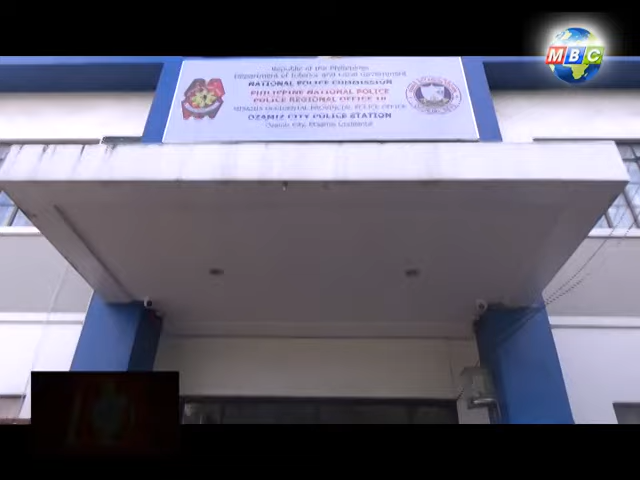 MBC
Republic of the Philippines
Department of Interior and Local Government
NATIONAL POLICE COMMISSION
PHILIPPINE NATIONAL POLICE
POLICE REGIONAL OFFICE 10
MISAMIS OCCIDENTAL PROVINCIAL POLICE OFFICE
OZAMIZ CITY POLICE STATION
Ozamiz City, Misamis Occidental